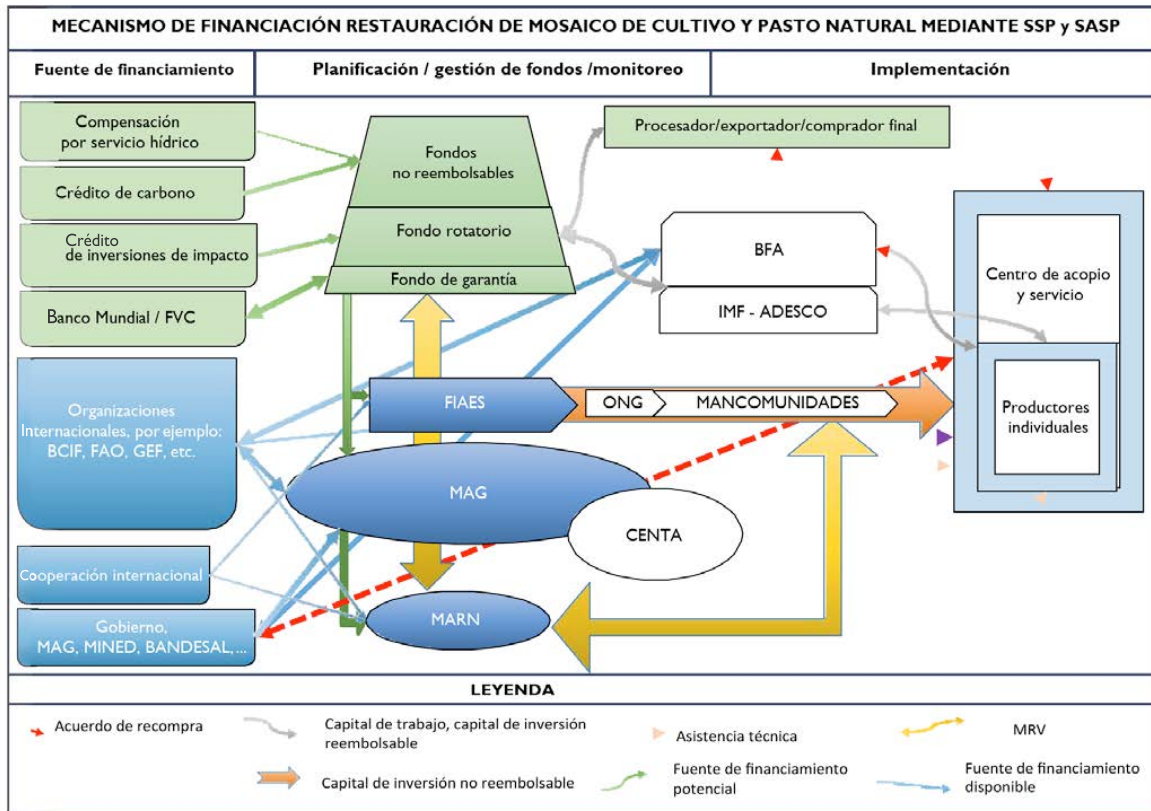 MECANISMO DE FINANCIACIÓN RESTAURACIÓN DE MOSAICO DE CULTIVO Y PASTO NATURAL MEDIANTE SSP y SASP
Fuente de financiamiento
Planificación / gestión de fondos /monitoreo
Implementación
Compensación
por servicio hídrico
Crédito de carbono
Crédito
de inversiones de impacto
Banco Mundial / FVC
Organizaciones
Internacionales, por ejemplo:
BCIF, FAO, GEF, etc.
Cooperación internacional
Gobierno,
MAG, MINED, BANDESAL,...
Fondos
no reembolsables
Fondo rotatorio
Fondo de garantía
FIAES
MAG
CENTA
MARN
Procesador/exportador/comprador final
BFA
IMF - ADESCO
ONG
MANCOMUNIDADES
Centro de acopio
y servicio
Productores
individuales
LEYENDA
Acuerdo de recompra
Capital de trabajo, capital de inversión
reembolsable
Asistencia técnica
MRV
Capital de inversión no reembolsable
Fuente de financiamiento
potencial
Fuente de financiamiento
disponible